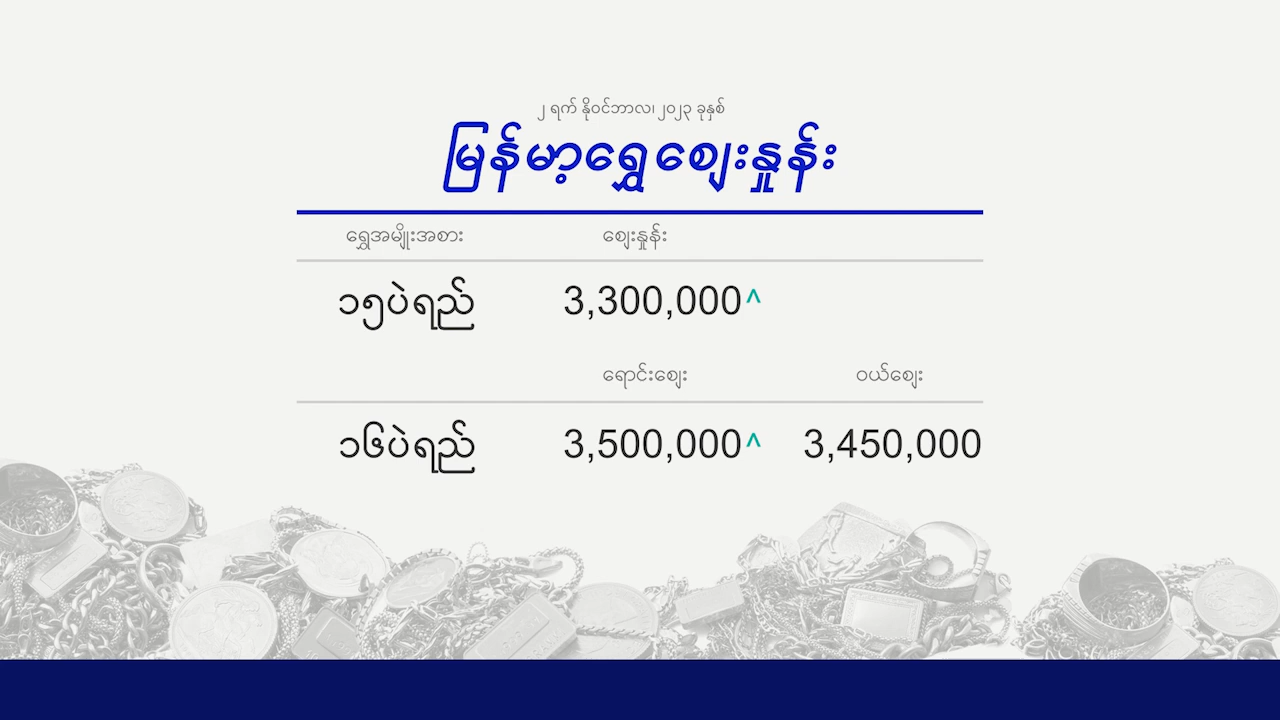 ၂ ရက် နိုဝင်ဘာလ၊ ၂၀၂၃ ခုနှစ်
မြန်မာ့ရွှေဈေးနှုန်း
ရွှေအမျိုးအစား ဈေးနှုန်း
၁၅ပဲရည် 3,300,000^
ရောင်းဈေး ဝယ်ဈေး
၁၆ပဲရည် 3,500,000^ 3,450,000